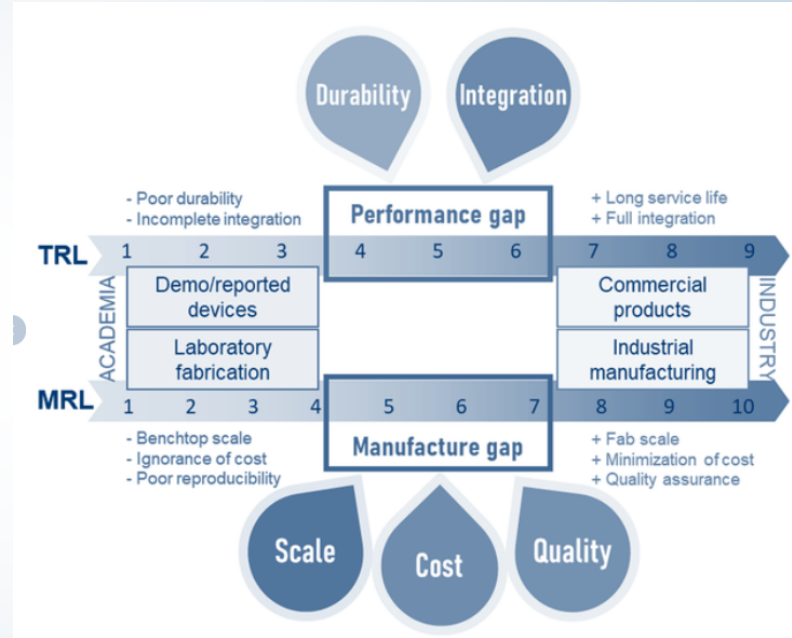 Durability
Integration
- Poor durability
- Incomplete integration
Performance gap
+ Long service life
+ Full integration
TRL
1 2 3 4 5 6 7 8 9
ACADEMIA
Demo/reported
devices
Laboratory
fabrication
Commercial
products
Industrial
manufacturing
INDUSTRY
MRL
1 2 3 4 5 6 7 8 9 10
- Benchtop scale
- Ignorance of cost
- Poor reproducibility
Manufacture gap
+ Fab scale
+ Minimization of cost
+ Quality assurance
Scale
Cost
Quality